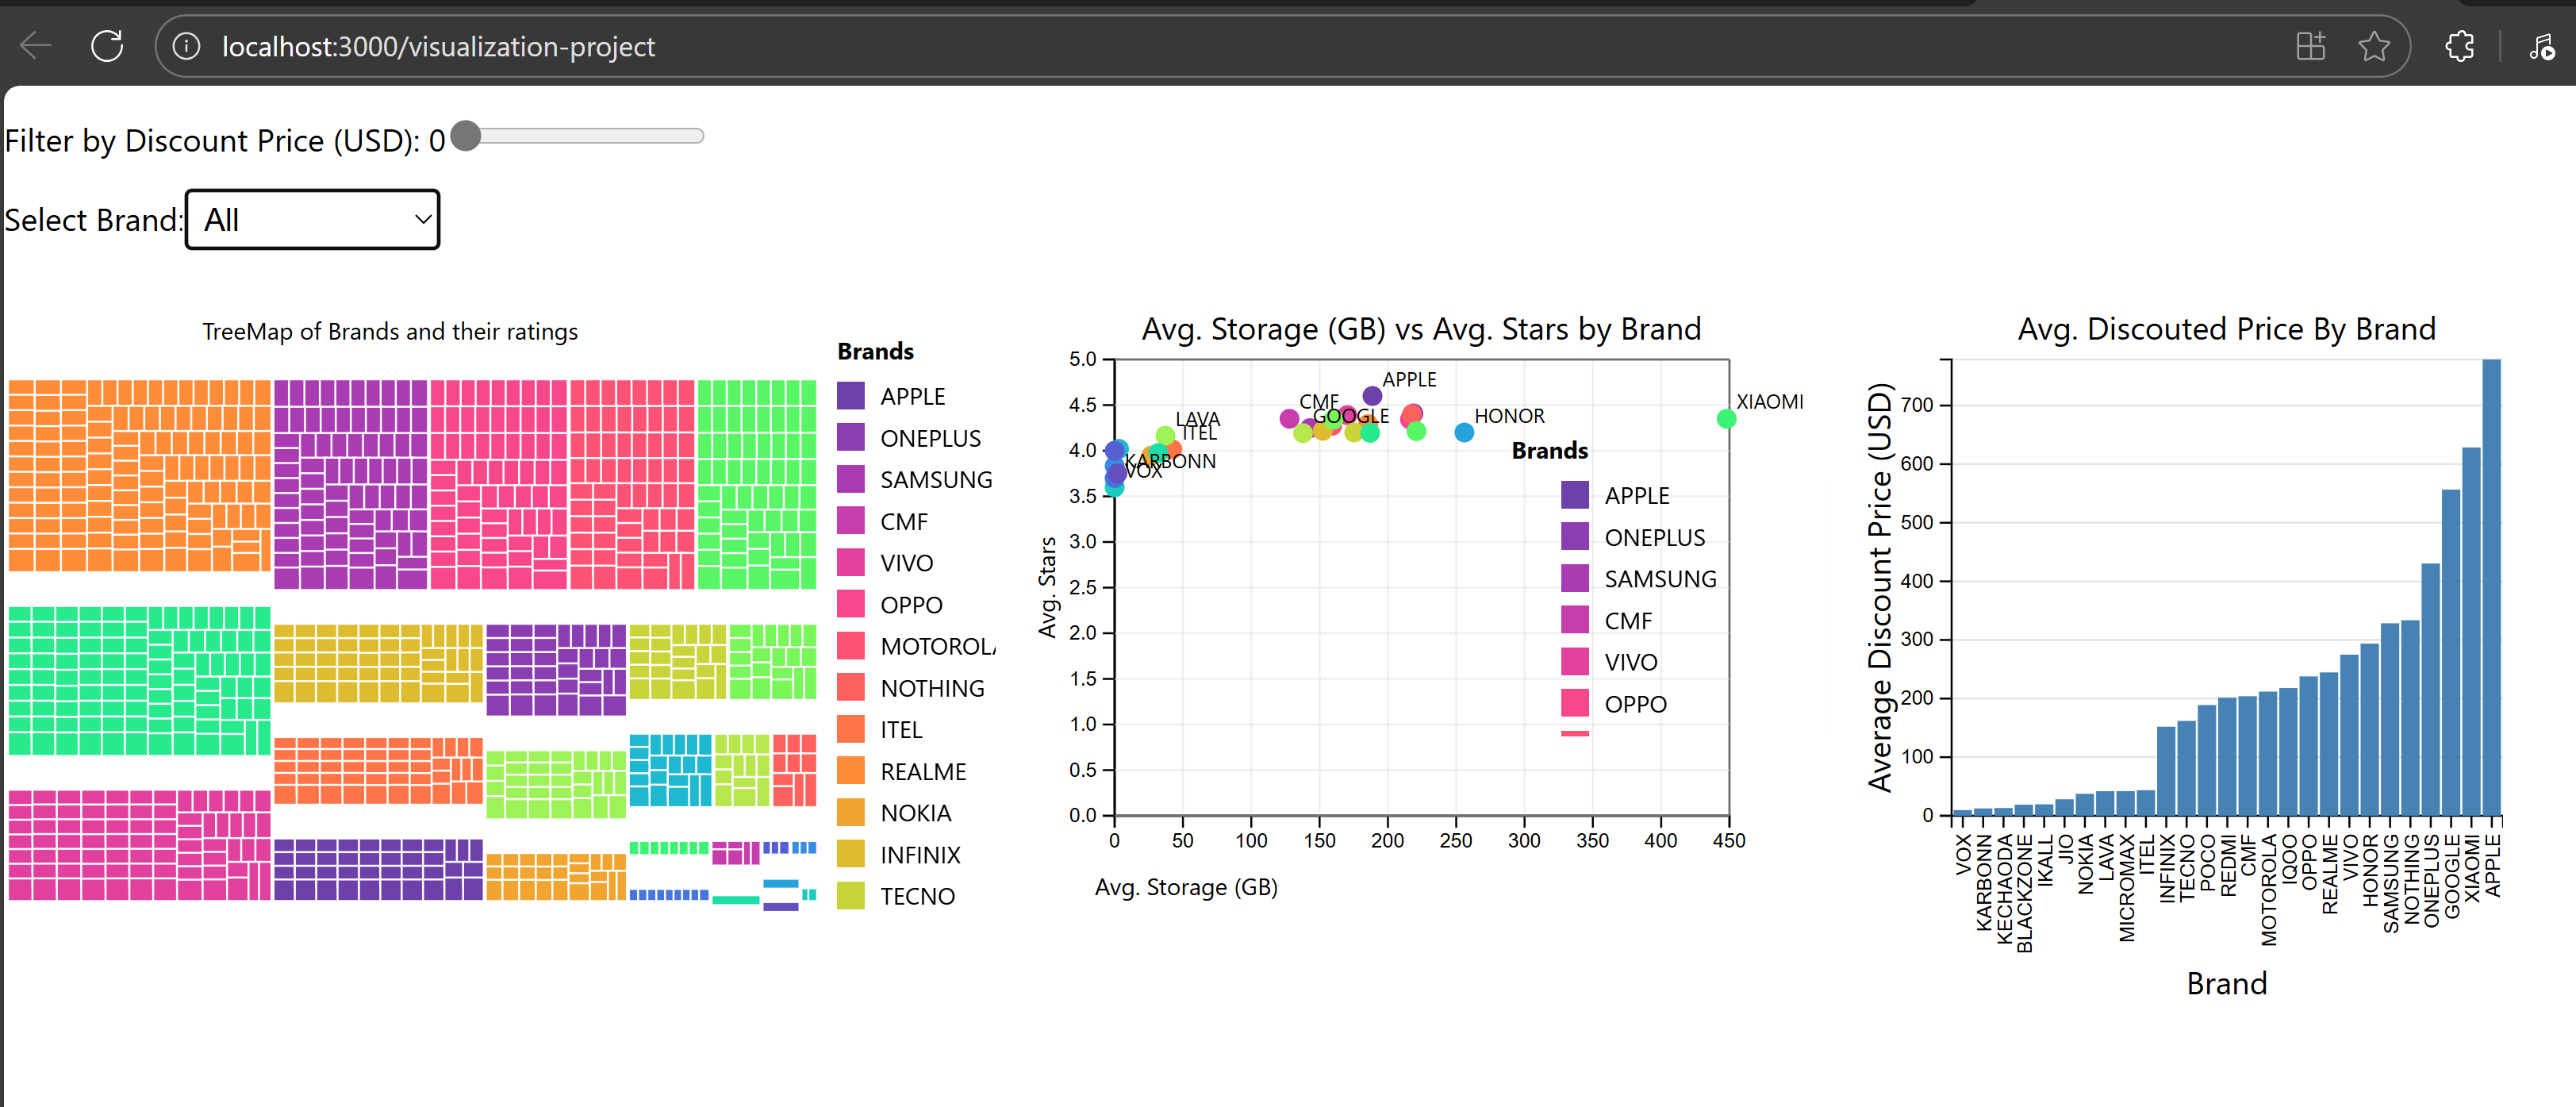 localhost:3000/visualization-project
Filter by Discount Price (USD): 0
Select Brand: All
TreeMap of Brands and their ratings
Brands
APPLE
ONEPLUS
SAMSUNG
CMF
VIVO
OPPO
MOTOROLA
NOTHING
ITEL
REALME
NOKIA
INFINIX
TECNO
Avg. Storage (GB) vs Avg. Stars by Brand
5.0
4.5
4.0
3.5
3.0
2.5
2.0
1.5
1.0
0.5
0.0
Avg. Stars
APPLE
XIAOMI
CMF
GOOGLE
HONOR
LAVA
ITEL
KARBONN
VOX
Brands
APPLE
ONEPLUS
SAMSUNG
CMF
VIVO
OPPO
0 50 100 150 200 250 300 350 400 450
Avg. Storage (GB)
Avg. Discouted Price By Brand
Average Discount Price (USD)
700
600
500
400
300
200
100
0
VOX
KARBONN
KECHAODA
BLACKZONE
IKALL
JIO
NOKIA
LAVA
MICROMAX
ITEL
INFINIX
TECNO
POCO
REDMI
CMF
MOTOROLA
IQOO
OPPO
REALME
VIVO
HONOR
SAMSUNG
NOTHING
ONEPLUS
GOOGLE
XIAOMI
APPLE
Brand